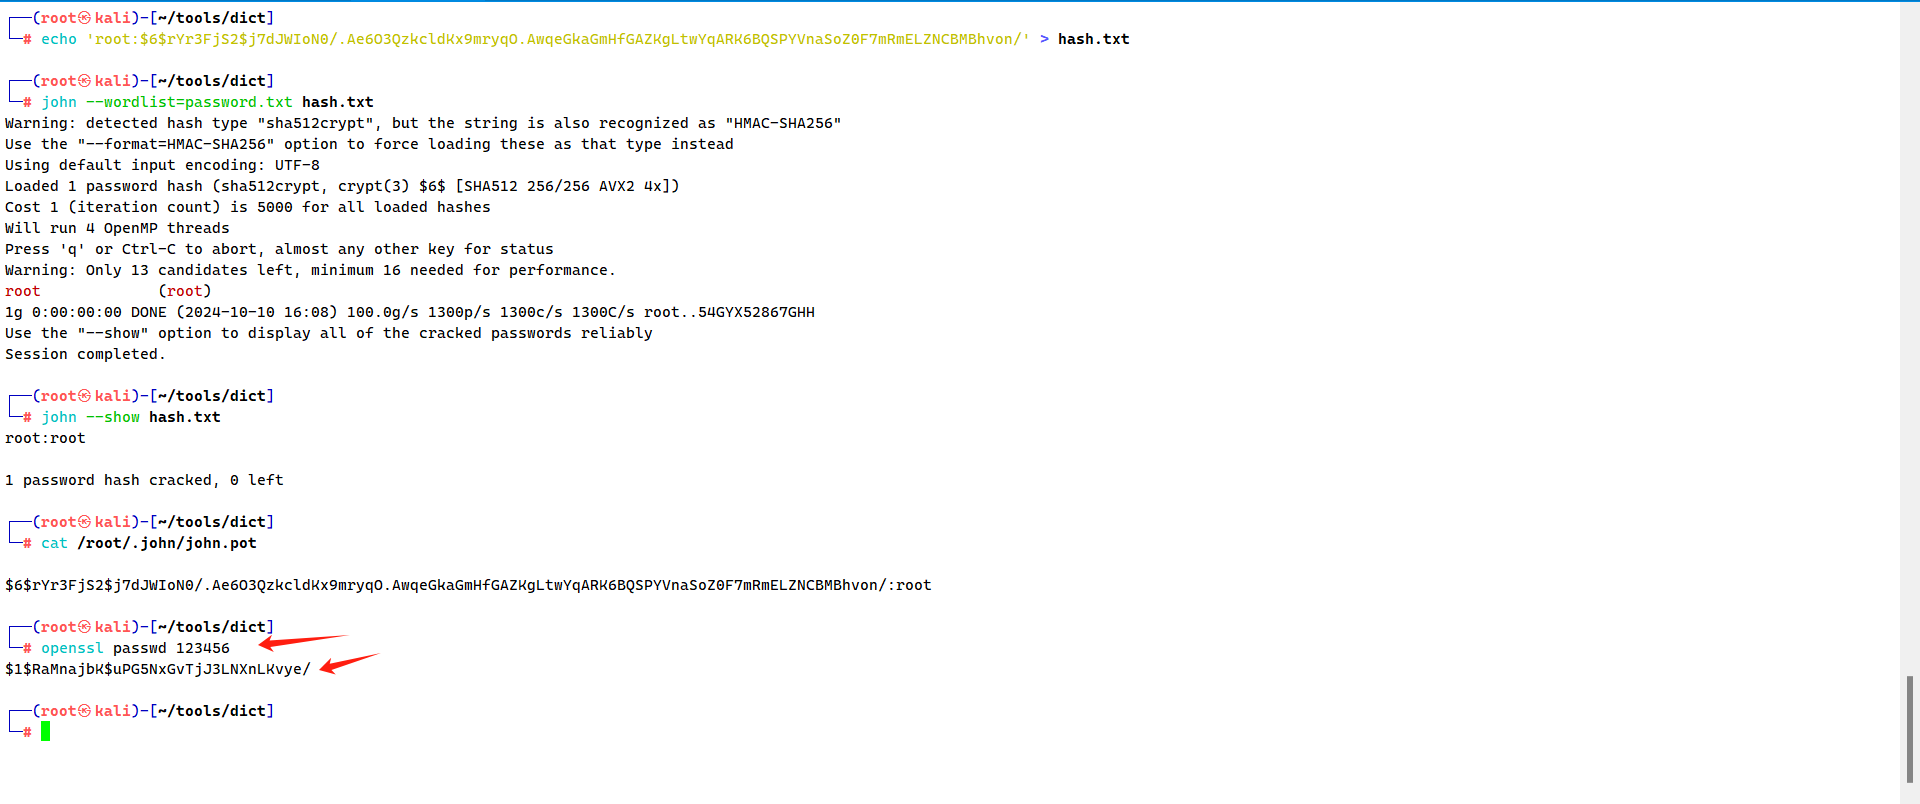 ┌──(root㉿kali)-[~/tools/dict]
└─# echo 'root:$6$rYr3FjS2$j7dJWIoN0/.Ae6O3QzkcldKx9mryqO.AwqeGkaGmHfGAZKgLtwYqARK6BQSPYVnaSoZ0F7mRmELZNCBMBhvon/' > hash.txt
┌──(root㉿kali)-[~/tools/dict]
└─# john --wordlist=password.txt hash.txt
Warning: detected hash type "sha512crypt", but the string is also recognized as "HMAC-SHA256"
Use the "--format=HMAC-SHA256" option to force loading these as that type instead
Using default input encoding: UTF-8
Loaded 1 password hash (sha512crypt, crypt(3) $6$ [SHA512 256/256 AVX2 4x])
Cost 1 (iteration count) is 5000 for all loaded hashes
Will run 4 OpenMP threads
Press 'q' or Ctrl-C to abort, almost any other key for status
Warning: Only 13 candidates left, minimum 16 needed for performance.
root             (root)
1g 0:00:00:00 DONE (2024-10-10 16:08) 100.0g/s 1300p/s 1300c/s 1300C/s root..54GYX52867GHH
Use the "--show" option to display all of the cracked passwords reliably
Session completed.
┌──(root㉿kali)-[~/tools/dict]
└─# john --show hash.txt
root:root
1 password hash cracked, 0 left
┌──(root㉿kali)-[~/tools/dict]
└─# cat /root/.john/john.pot
$6$rYr3FjS2$j7dJWIoN0/.Ae6O3QzkcldKx9mryqO.AwqeGkaGmHfGAZKgLtwYqARK6BQSPYVnaSoZ0F7mRmELZNCBMBhvon/:root
┌──(root㉿kali)-[~/tools/dict]
└─# openssl passwd 123456
$1$RaMnajbK$uPG5NxGvTjJ3LNXnLKvye/
┌──(root㉿kali)-[~/tools/dict]
└─#